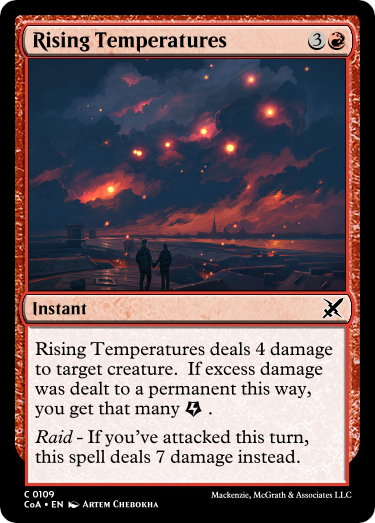 Rising Temperatures 3
Instant
Rising Temperatures deals 4 damage
to target creature.  If excess damage
was dealt to a permanent this way,
you get that many .
Raid - If you've attacked this turn,
this spell deals 7 damage instead.
C 0109
Mackenzie, McGrath & Associates LLC
CoA • EN Artem Chebokha